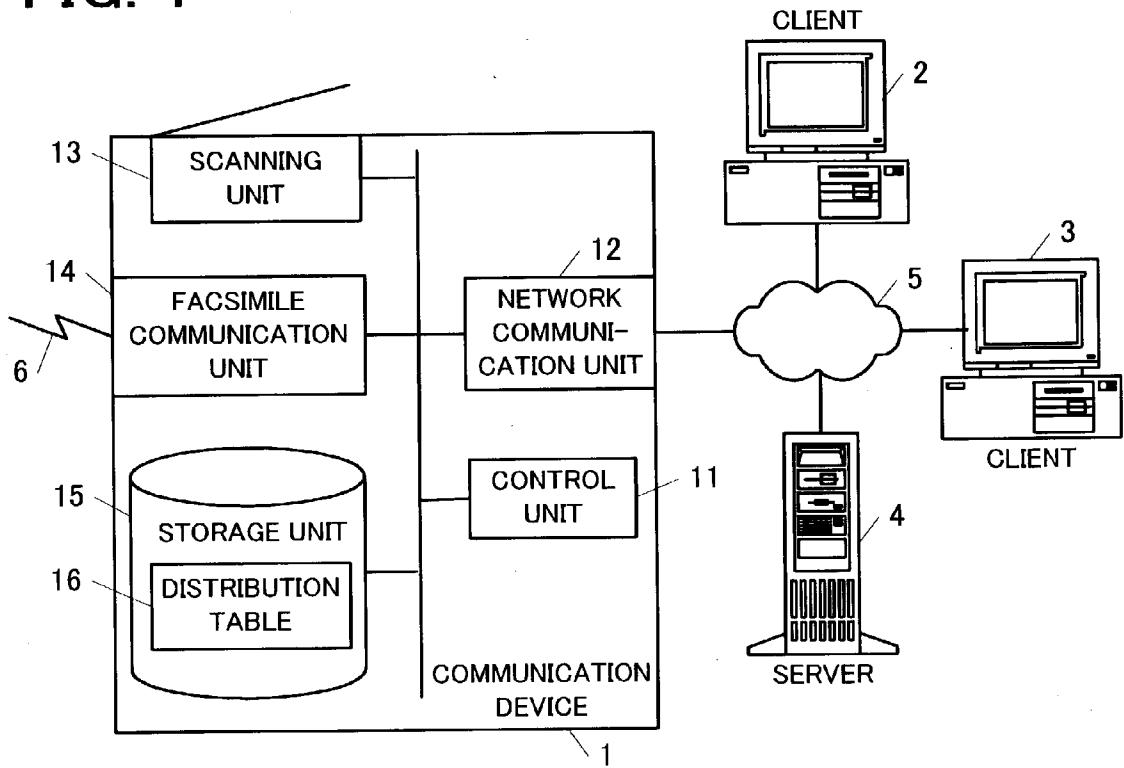 CLIENT
2
13
SCANNING
UNIT
12
3
14
FACSIMILE
COMMUNICATION
UNIT
NETWORK
COMMUNI-
CATION UNIT
5
6
CLIENT
15
STORAGE UNIT
CONTROL
UNIT
11
4
16
DISTRIBUTION
TABLE
COMMUNICATION
DEVICE
SERVER
1